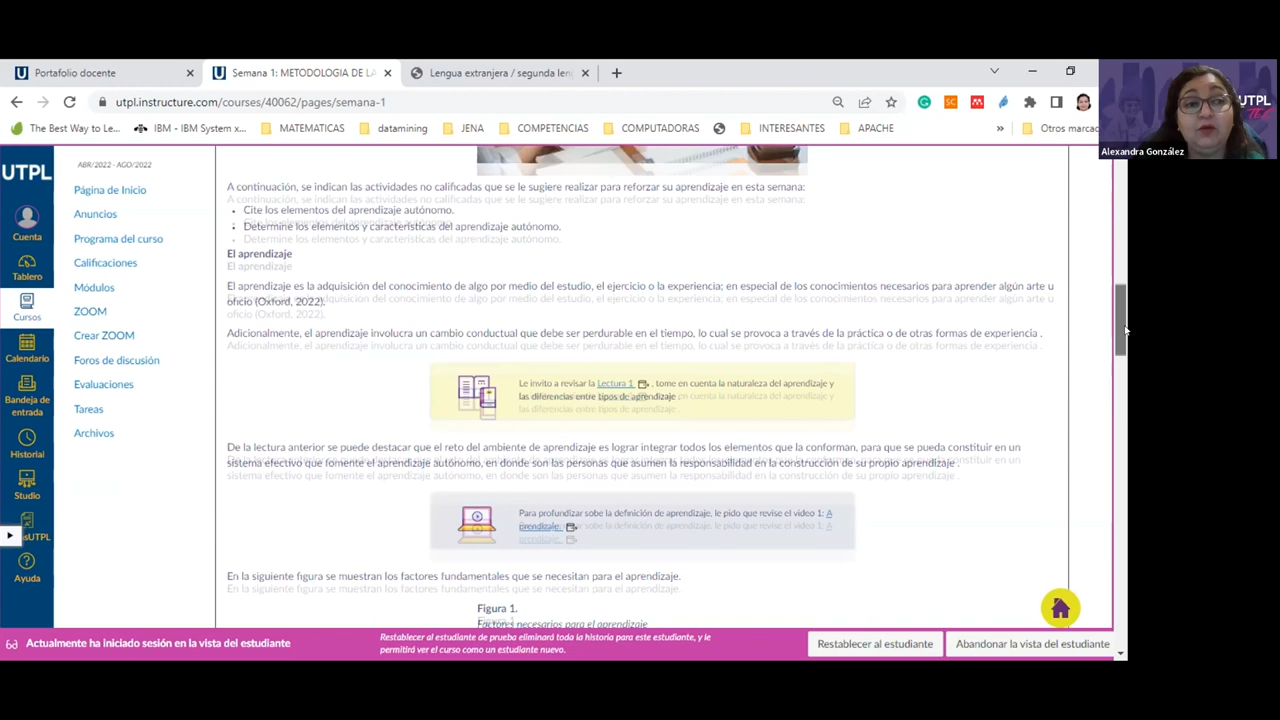 Portafolio docente
Semana 1: METODOLOGIA DE LA
Lengua extranjera / segunda len
utpl.instructure.com/courses/40062/pages/semana-1
The Best Way to Le...
IBM - IBM System x...
MATEMATICAS
datamining
JENA
COMPETENCIAS
COMPUTADORAS
INTERESANTES
APACHE
»
Otros marcad
UTPL
Alexandra González
UTPL
Cuenta
Tablero
Cursos
Calendario
Bandeja de
entrada
Historial
Studio
sUTPL
Ayuda
ABR/2022 - AGO/2022
Página de Inicio
Anuncios
Programa del curso
Calificaciones
Módulos
ZOOM
Crear ZOOM
Foros de discusión
Evaluaciones
Tareas
Archivos
A continuación, se indican las actividades no calificadas que se le sugiere realizar para reforzar su aprendizaje en esta semana:
• Cite los elementos del aprendizaje autónomo.
• Determine los elementos y características del aprendizaje autónomo.
El aprendizaje
El aprendizaje es la adquisición del conocimiento de algo por medio del estudio, el ejercicio o la experiencia; en especial de los conocimientos necesarios para aprender algún arte u
oficio (Oxford, 2022).
Adicionalmente, el aprendizaje involucra un cambio conductual que debe ser perdurable en el tiempo, lo cual se provoca a través de la práctica o de otras formas de experiencia .
Le invito a revisar la Lectura 1 , tome en cuenta la naturaleza del aprendizaje y
las diferencias entre tipos de aprendizaje
De la lectura anterior se puede destacar que el reto del ambiente de aprendizaje es lograr integrar todos los elementos que la conforman, para que se pueda constituir en un
sistema efectivo que fomente el aprendizaje autónomo, en donde son las personas que asumen la responsabilidad en la construcción de su propio aprendizaje .
Para profundizar sobe la definición de aprendizaje, le pido que revise el video 1: A
prendizaje.
En la siguiente figura se muestran los factores fundamentales que se necesitan para el aprendizaje.
Figura 1.
Factores necesarios para el aprendizaje
Actualmente ha iniciado sesión en la vista del estudiante
Restablecer al estudiante de prueba eliminará toda la historia para este estudiante, y le
permitirá ver el curso como un estudiante nuevo.
Restablecer al estudiante
Abandonar la vista del estudiante